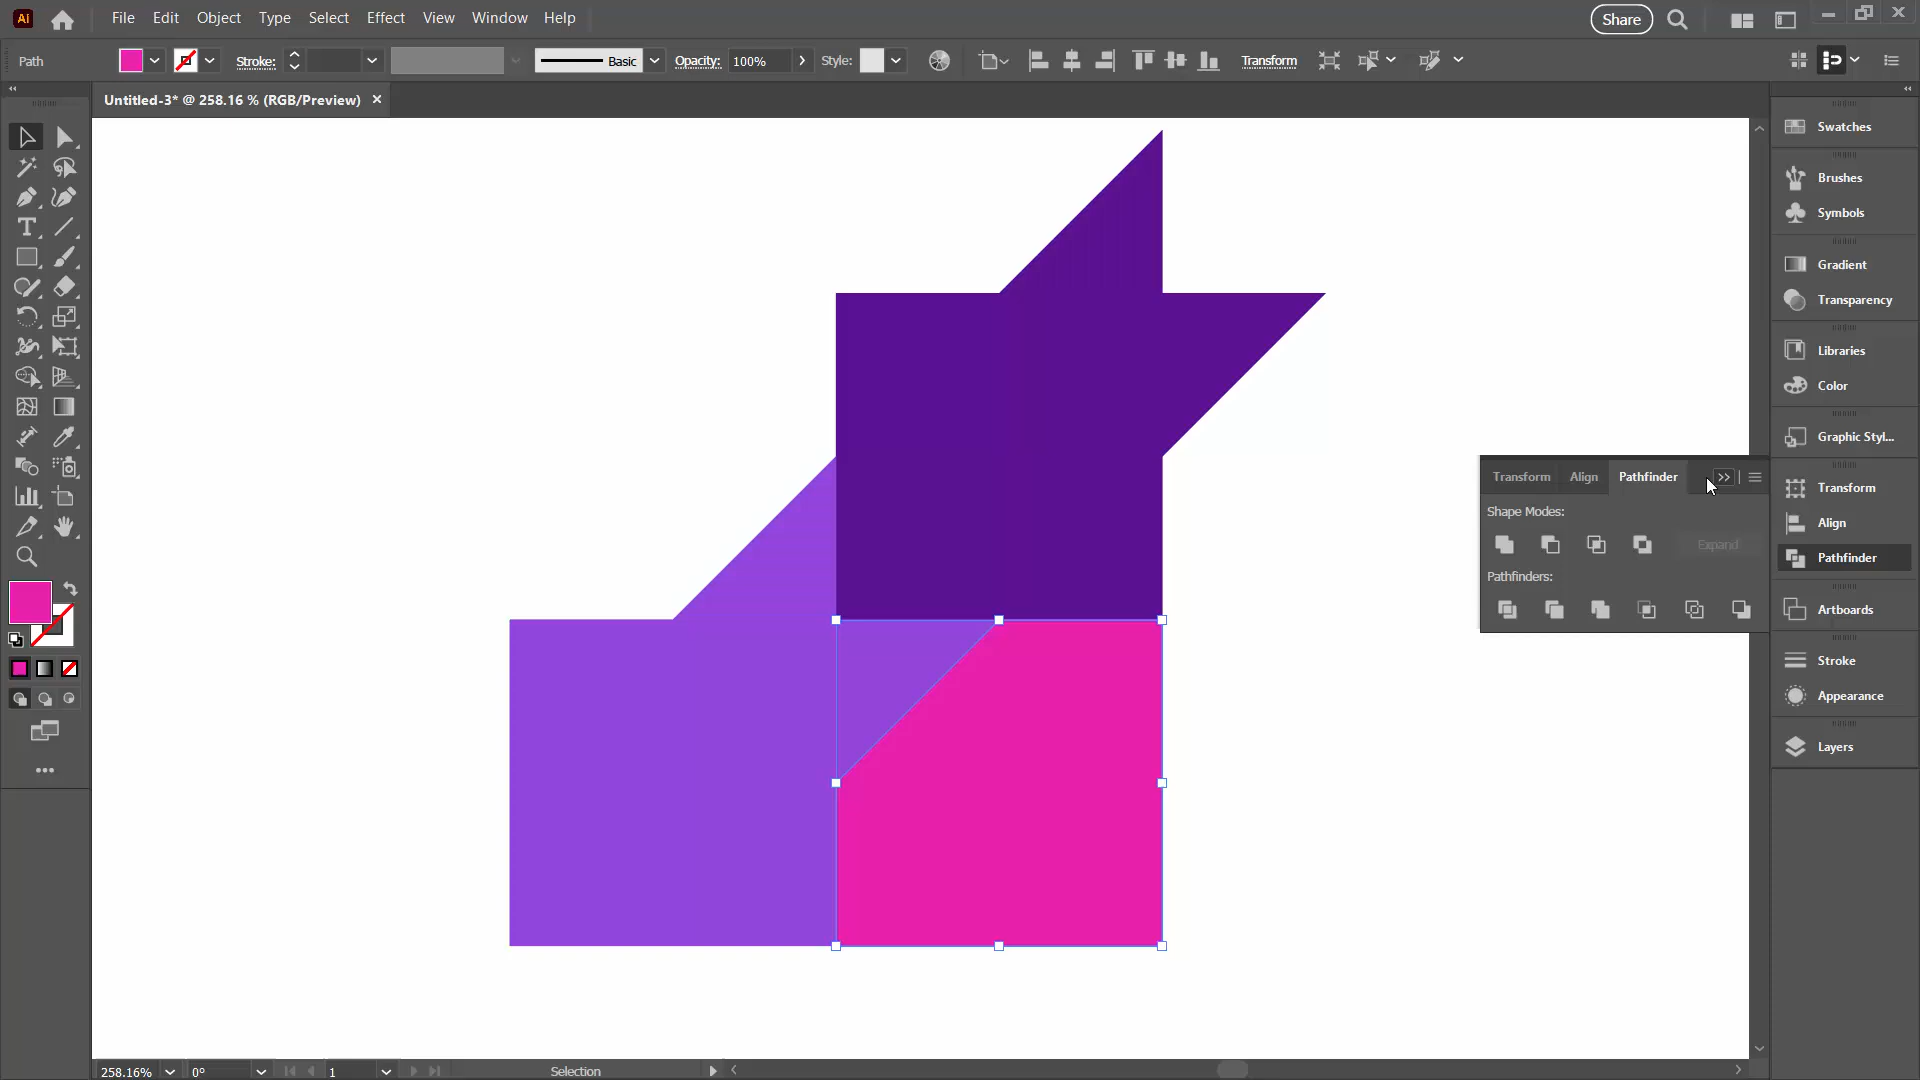 Ai File Edit Object Type Select Effect View Window Help Share
Path Stroke: Basic Opacity: 100% Style: Transform
Untitled-3* @ 258.16 % (RGB/Preview)
Swatches
Brushes
Symbols
Gradient
Transparency
Libraries
Color
Graphic Styl...
Transform
Align
Pathfinder
Artboards
Stroke
Appearance
Layers
Transform Align Pathfinder
Shape Modes:
Expand
Pathfinders:
258.16% 0° 1 Selection